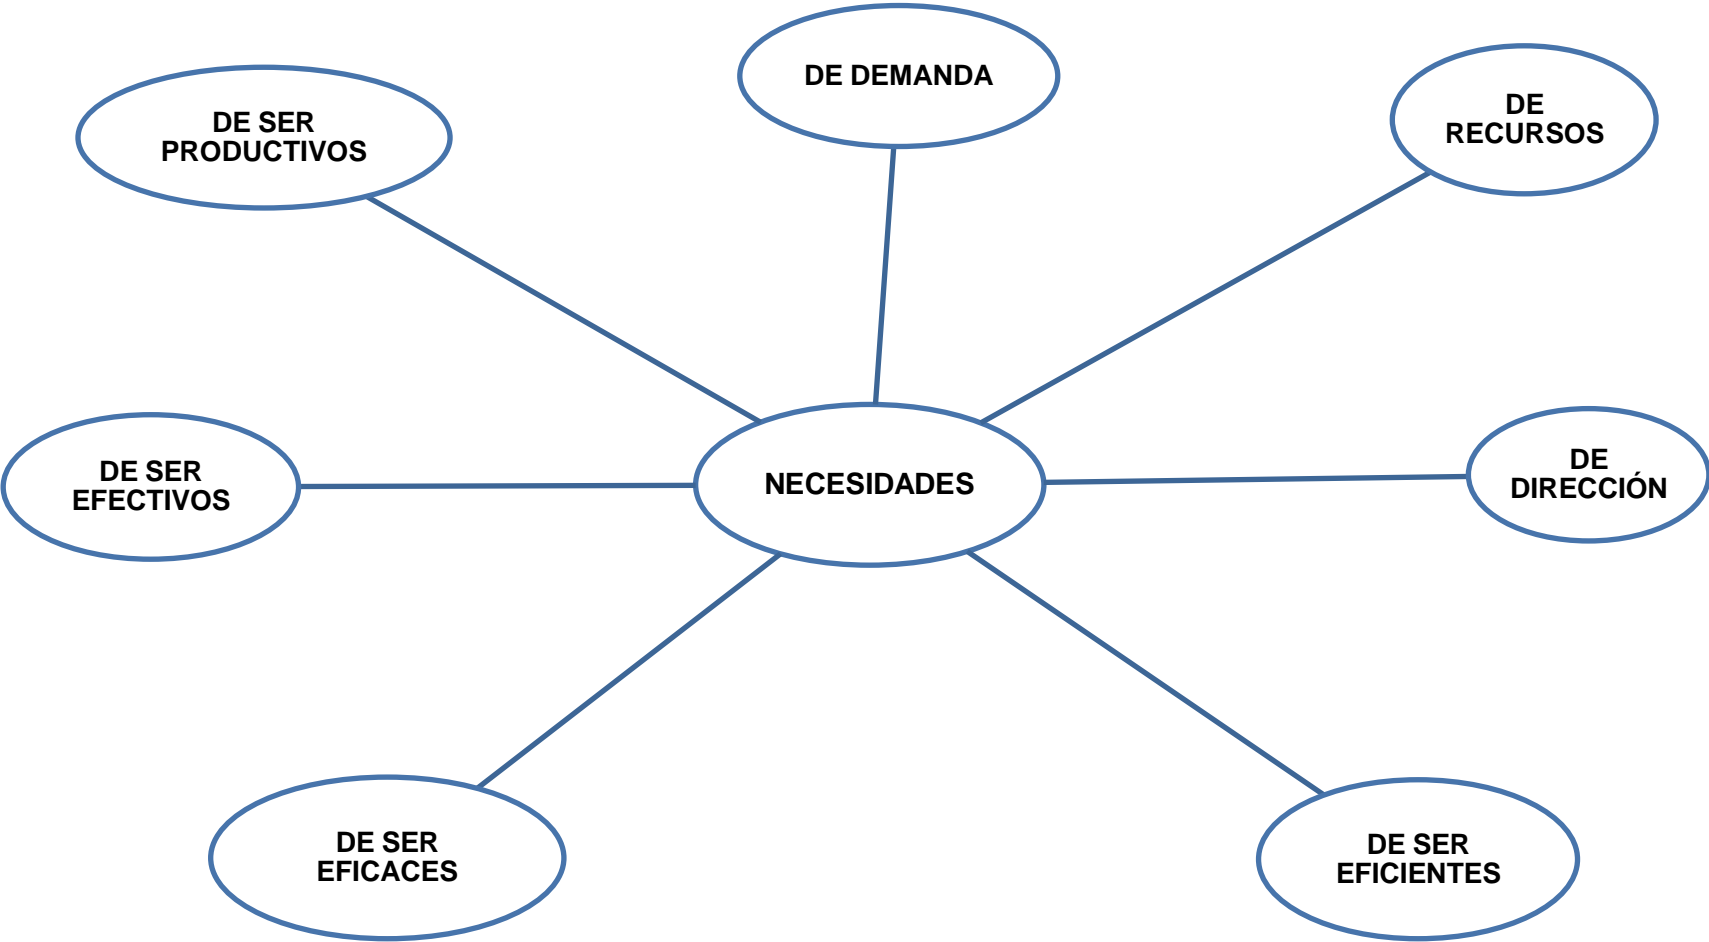 DE DEMANDA
DE SER
PRODUCTIVOS
DE
RECURSOS
DE SER
EFECTIVOS
NECESIDADES
DE
DIRECCIÓN
DE SER
EFICACES
DE SER
EFICIENTES